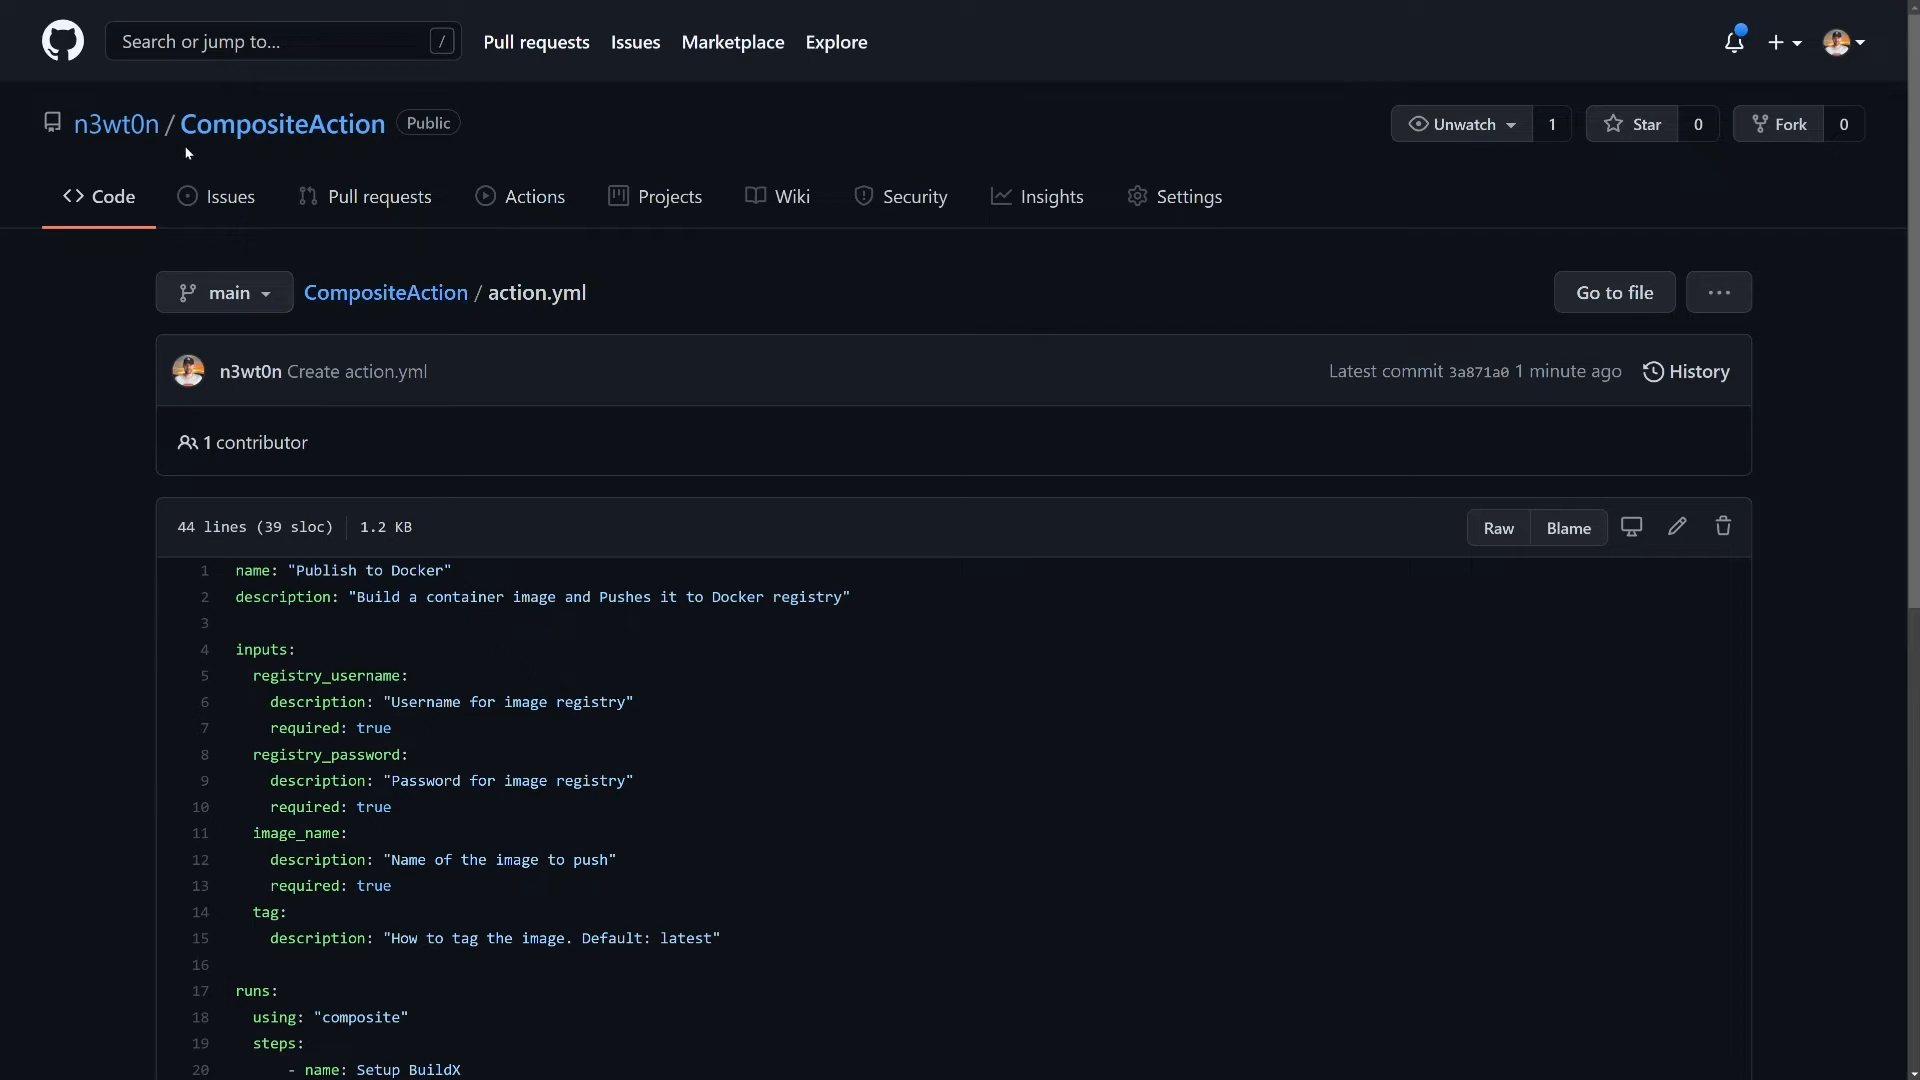 Search or jump to... /
Pull requests Issues Marketplace Explore
n3wt0n / CompositeAction Public
Unwatch 1 Star 0 Fork 0
Code Issues Pull requests Actions Projects Wiki Security Insights Settings
main CompositeAction / action.yml Go to file ...
n3wt0n Create action.yml Latest commit 3a871a0 1 minute ago History
1 contributor
44 lines (39 sloc) 1.2 KB Raw Blame
1 name: "Publish to Docker"
2 description: "Build a container image and Pushes it to Docker registry"
3
4 inputs:
5 registry_username:
6 description: "Username for image registry"
7 required: true
8 registry_password:
9 description: "Password for image registry"
10 required: true
11 image_name:
12 description: "Name of the image to push"
13 required: true
14 tag:
15 description: "How to tag the image. Default: latest"
16
17 runs:
18 using: "composite"
19 steps:
20 - name: Setup BuildX